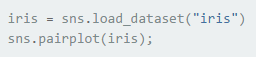 iris = sns.load_dataset("iris")
sns.pairplot(iris);